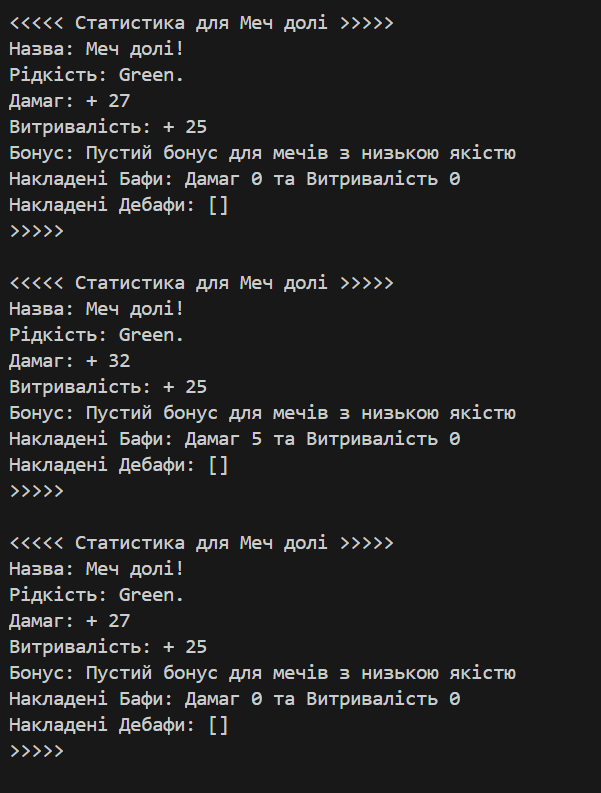 <<<<< Статистика для Меч долі >>>>>
Назва: Меч долі!
Рідкість: Green.
Дамаг: + 27
Витривалість: + 25
Бонус: Пустий бонус для мечів з низькою якістю
Накладені Бафи: Дамаг 0 та Витривалість 0
Накладені Дебафи: []
>>>>>
<<<<< Статистика для Меч долі >>>>>
Назва: Меч долі!
Рідкість: Green.
Дамаг: + 32
Витривалість: + 25
Бонус: Пустий бонус для мечів з низькою якістю
Накладені Бафи: Дамаг 5 та Витривалість 0
Накладені Дебафи: []
>>>>>
<<<<< Статистика для Меч долі >>>>>
Назва: Меч долі!
Рідкість: Green.
Дамаг: + 27
Витривалість: + 25
Бонус: Пустий бонус для мечів з низькою якістю
Накладені Бафи: Дамаг 0 та Витривалість 0
Накладені Дебафи: []
>>>>>